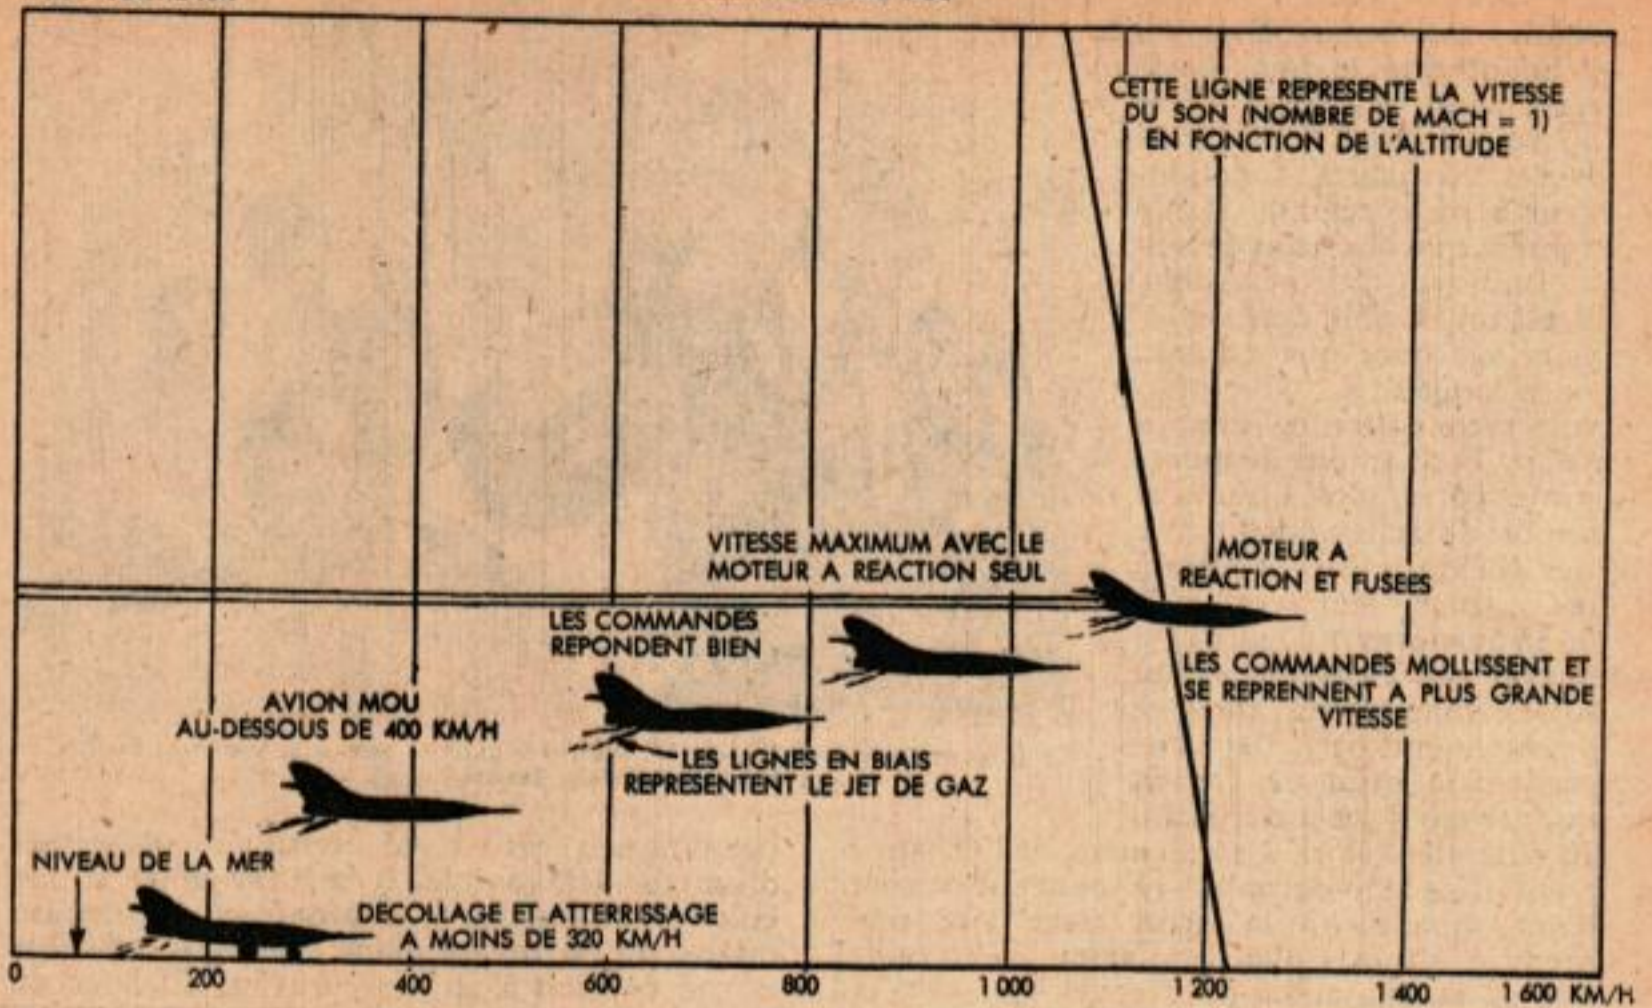 CETTE LIGNE REPRESENTE LA VITESSE
DU SON (NOMBRE DE MACH = 1)
EN FONCTION DE L'ALTITUDE
VITESSE MAXIMUM AVEC LE
MOTEUR A REACTION SEUL
MOTEUR A
REACTION ET FUSEES
LES COMMANDES
REPONDENT BIEN
LES COMMANDES MOLLISSENT ET
SE REPRENNENT A PLUS GRANDE
VITESSE
AVION MOU
AU-DESSOUS DE 400 KM/H
LES LIGNES EN BIAIS
REPRESENTENT LE JET DE GAZ
NIVEAU DE LA MER
DECOLLAGE ET ATTERRISSAGE
A MOINS DE 320 KM/H
0 200 400 600 800 1 000 1 200 1 400 1 600 KM/H